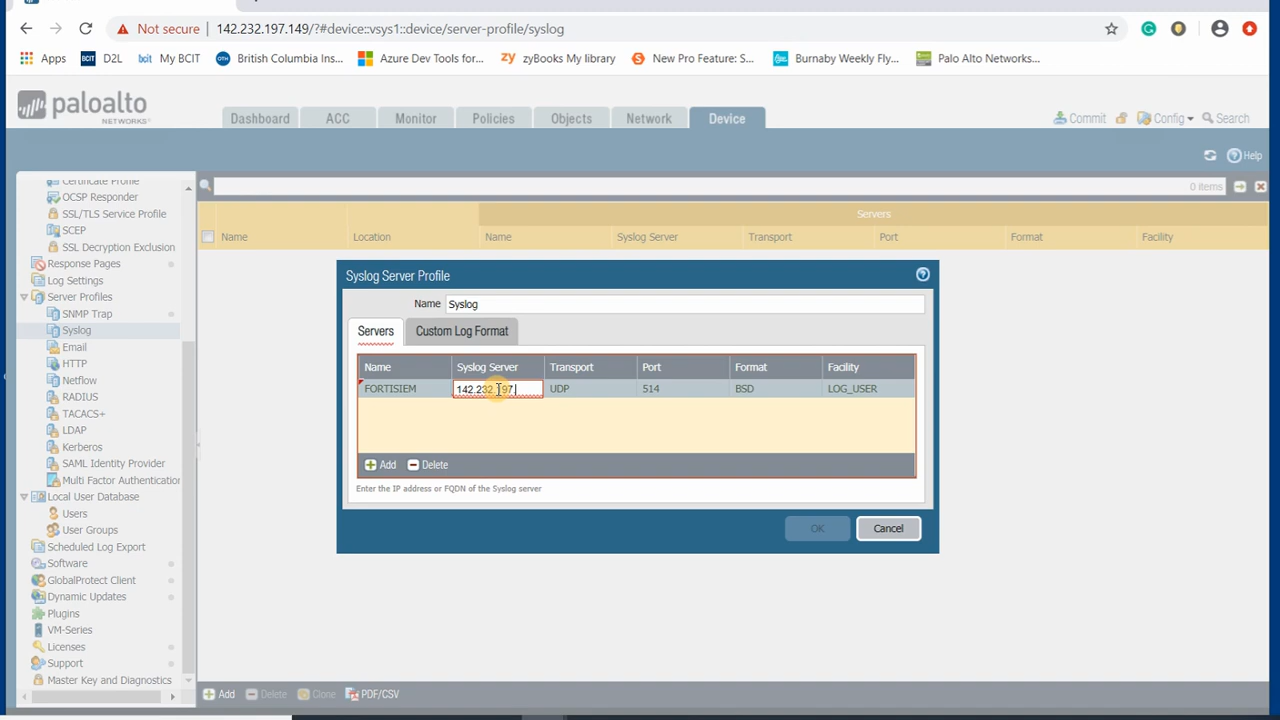 Not secure | 142.232.197.149/?#device::vsys1::device/server-profile/syslog
Apps D2L My BCIT British Columbia Ins... Azure Dev Tools for... zyBooks My library New Pro Feature: S... Burnaby Weekly Fly... Palo Alto Networks...
paloalto NETWORKS
Dashboard ACC Monitor Policies Objects Network Device Commit Config Search
Help
Certificate Profile
OCSP Responder
SSL/TLS Service Profile
SCEP
SSL Decryption Exclusion
Response Pages
Log Settings
Server Profiles
SNMP Trap
Syslog
Email
HTTP
Netflow
RADIUS
TACACS+
LDAP
Kerberos
SAML Identity Provider
Multi Factor Authentication
Local User Database
Users
User Groups
Scheduled Log Export
Software
GlobalProtect Client
Dynamic Updates
Plugins
VM-Series
Licenses
Support
Master Key and Diagnostics
0 items
Servers
Name Location Name Syslog Server Transport Port Format Facility
Syslog Server Profile
Name Syslog
Servers Custom Log Format
Name Syslog Server Transport Port Format Facility
FORTISIEM 142.232.197. UDP 514 BSD LOG_USER
Add Delete
Enter the IP address or FQDN of the Syslog server
OK Cancel
Add Delete Clone PDF/CSV